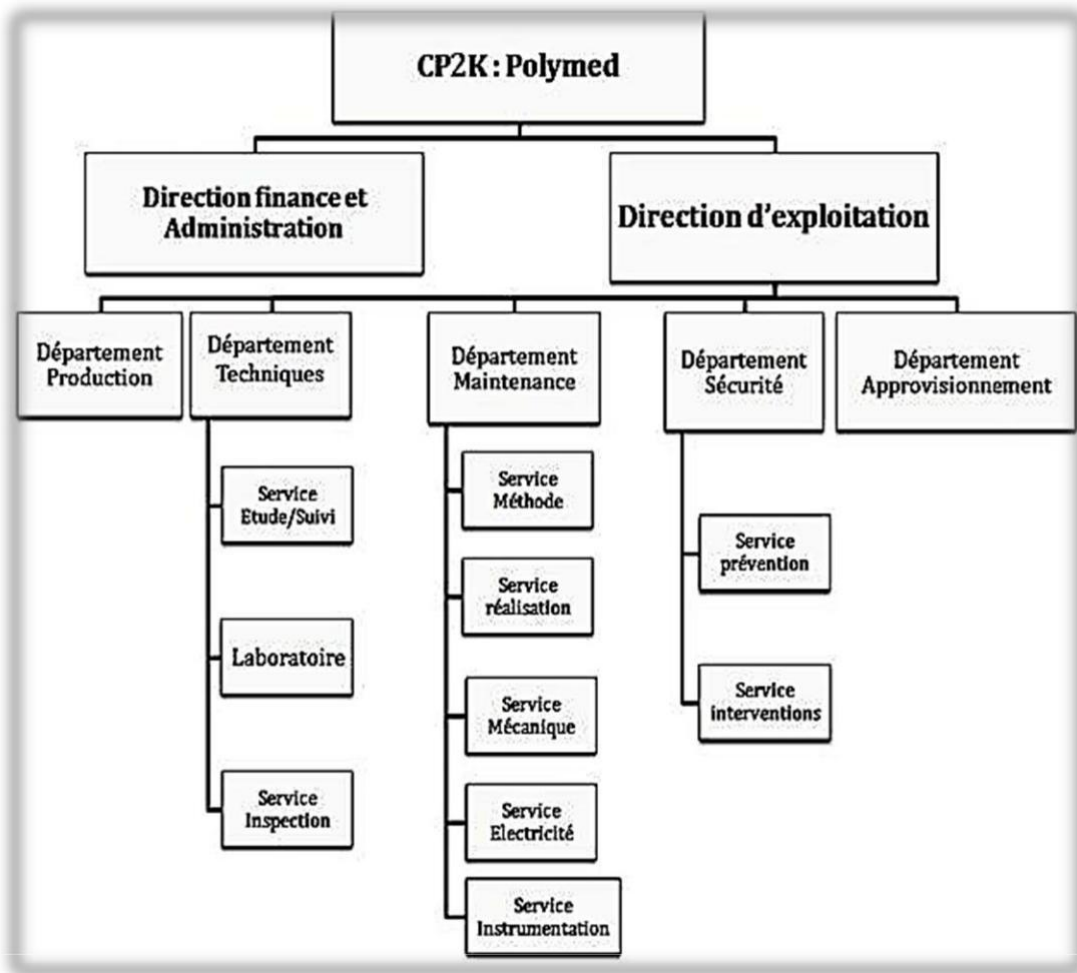 CP2K : Polymed
Direction finance et
Administration
Direction d'exploitation
Département
Production
Département
Techniques
Département
Maintenance
Département
Sécurité
Département
Approvisionnement
Service
Etude/Suivi
Laboratoire
Service
Inspection
Service
Méthode
Service
réalisation
Service
Mécanique
Service
Electricité
Service
Instrumentation
Service
prévention
Service
interventions